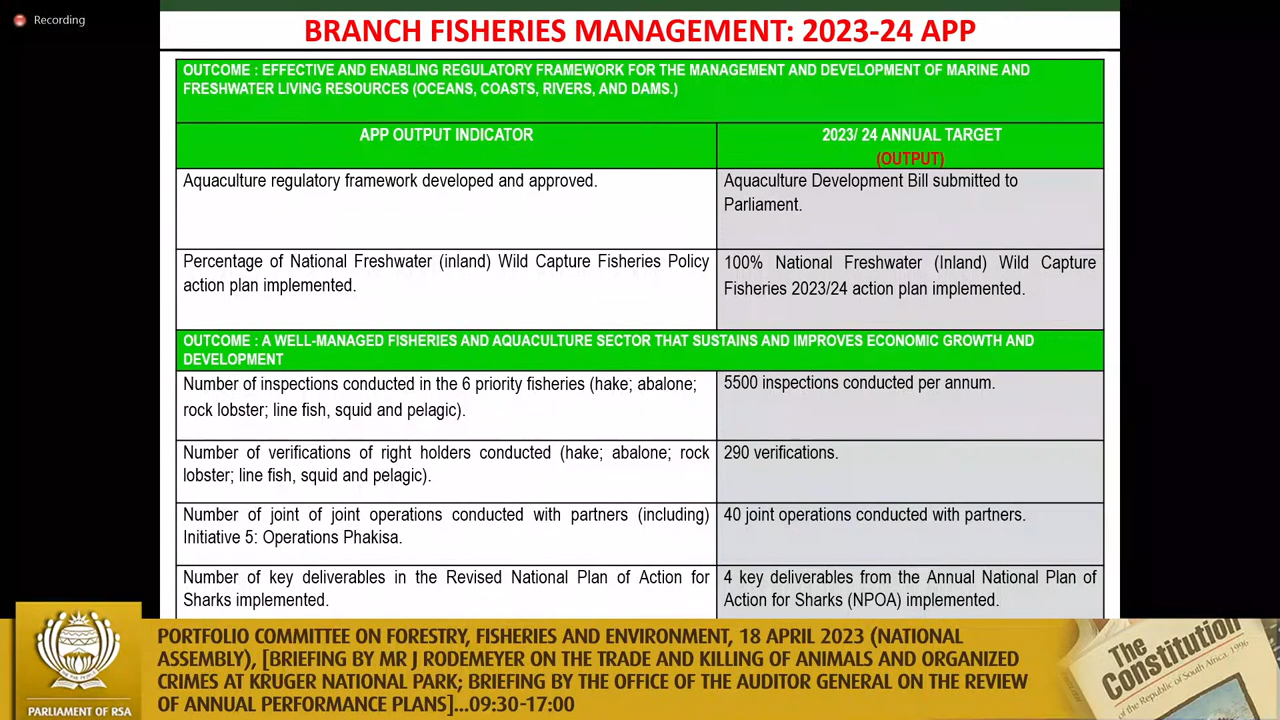 Recording
BRANCH FISHERIES MANAGEMENT: 2023-24 APP
OUTCOME : EFFECTIVE AND ENABLING REGULATORY FRAMEWORK FOR THE MANAGEMENT AND DEVELOPMENT OF MARINE AND
FRESHWATER LIVING RESOURCES (OCEANS, COASTS, RIVERS, AND DAMS.)
APP OUTPUT INDICATOR
2023/ 24 ANNUAL TARGET
(OUTPUT)
Aquaculture regulatory framework developed and approved.
Aquaculture Development Bill submitted to
Parliament.
Percentage of National Freshwater (inland) Wild Capture Fisheries Policy
action plan implemented.
100% National Freshwater (Inland) Wild Capture
Fisheries 2023/24 action plan implemented.
OUTCOME : A WELL-MANAGED FISHERIES AND AQUACULTURE SECTOR THAT SUSTAINS AND IMPROVES ECONOMIC GROWTH AND
DEVELOPMENT
Number of inspections conducted in the 6 priority fisheries (hake; abalone;
rock lobster; line fish, squid and pelagic).
5500 inspections conducted per annum.
Number of verifications of right holders conducted (hake; abalone; rock
lobster; line fish, squid and pelagic).
290 verifications.
Number of joint of joint operations conducted with partners (including)
Initiative 5: Operations Phakisa.
40 joint operations conducted with partners.
Number of key deliverables in the Revised National Plan of Action for
Sharks implemented.
4 key deliverables from the Annual National Plan of
Action for Sharks (NPOA) implemented.
PORTFOLIO COMMITTEE ON FORESTRY, FISHERIES AND ENVIRONMENT, 18 APRIL 2023 (NATIONAL
ASSEMBLY), [BRIEFING BY MR J RODEMEYER ON THE TRADE AND KILLING OF ANIMALS AND ORGANIZED
CRIMES AT KRUGER NATIONAL PARK; BRIEFING BY THE OFFICE OF THE AUDITOR GENERAL ON THE REVIEW
OF ANNUAL PERFORMANCE PLANS]...09:30-17:00
PARLIAMENT OF RSA
The
Constitution
of the Republic of South Africa, 1996